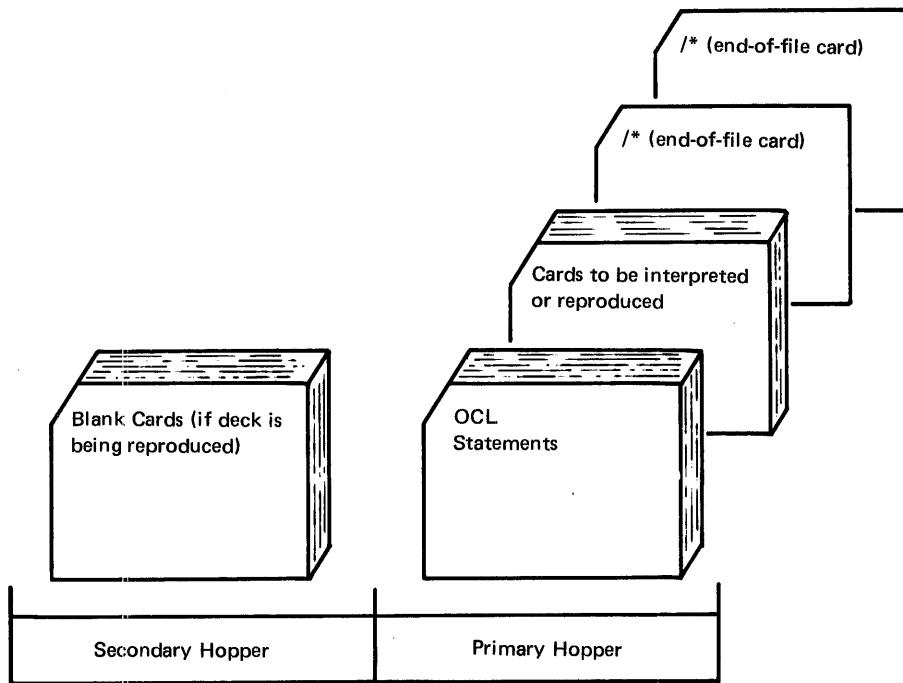 /* (end-of-file card)
/* (end-of-file card)
Cards to be interpreted
or reproduced
Blank Cards (if deck is
being reproduced)
OCL
Statements
Secondary Hopper
Primary Hopper